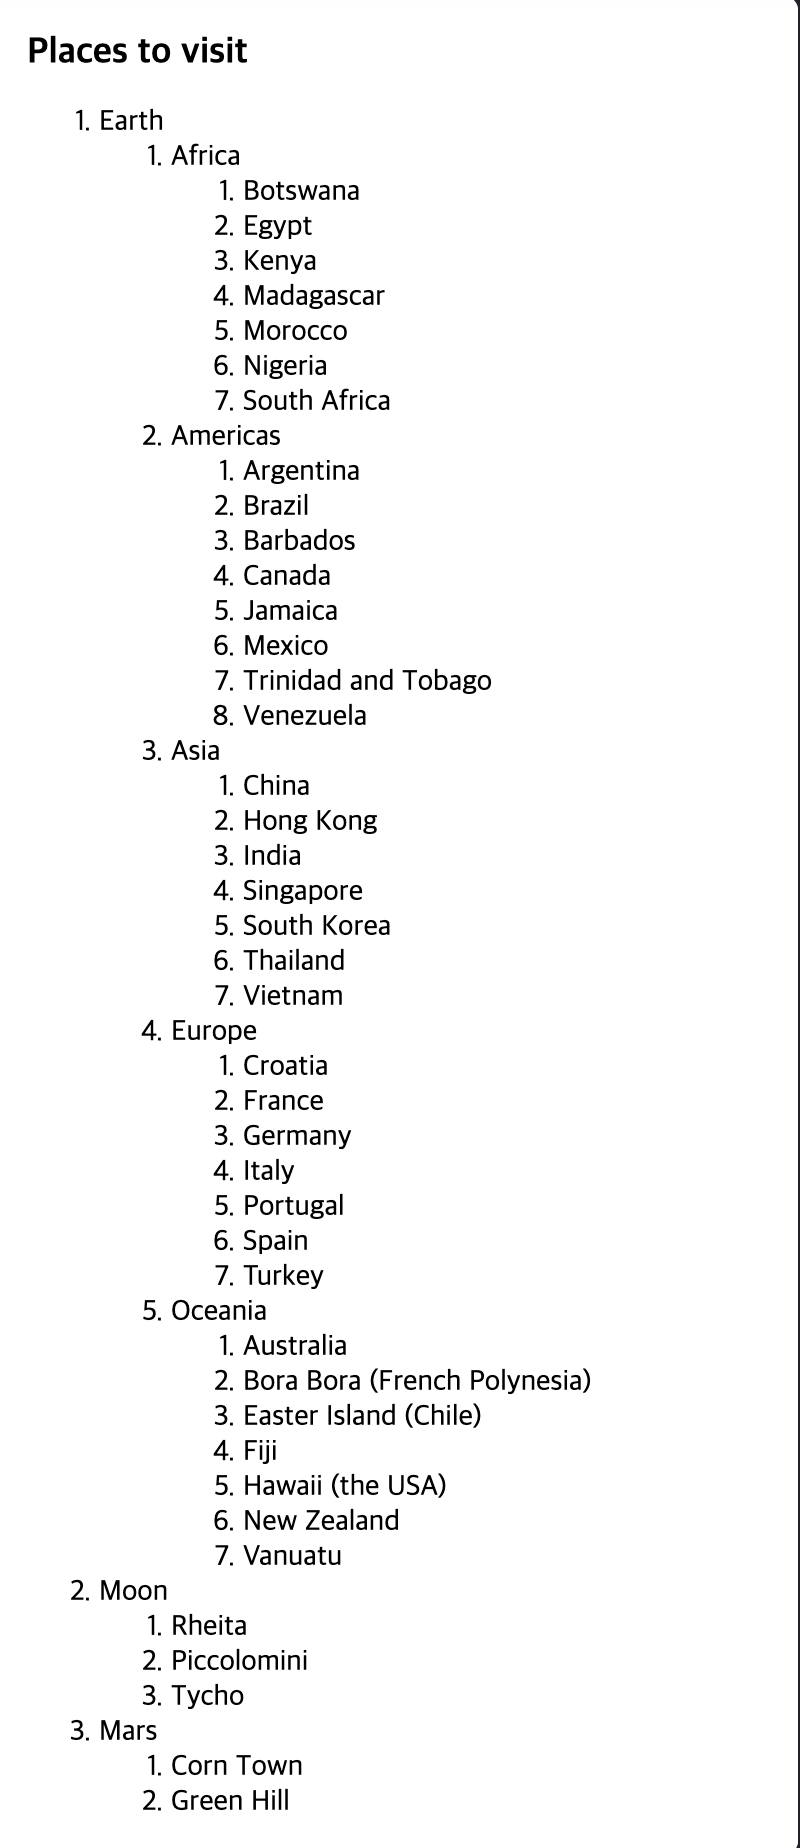 Places to visit
1. Earth
1. Africa
1. Botswana
2. Egypt
3. Kenya
4. Madagascar
5. Morocco
6. Nigeria
7. South Africa
2. Americas
1. Argentina
2. Brazil
3. Barbados
4. Canada
5. Jamaica
6. Mexico
7. Trinidad and Tobago
8. Venezuela
3. Asia
1. China
2. Hong Kong
3. India
4. Singapore
5. South Korea
6. Thailand
7. Vietnam
4. Europe
1. Croatia
2. France
3. Germany
4. Italy
5. Portugal
6. Spain
7. Turkey
5. Oceania
1. Australia
2. Bora Bora (French Polynesia)
3. Easter Island (Chile)
4. Fiji
5. Hawaii (the USA)
6. New Zealand
7. Vanuatu
2. Moon
1. Rheita
2. Piccolomini
3. Tycho
3. Mars
1. Corn Town
2. Green Hill